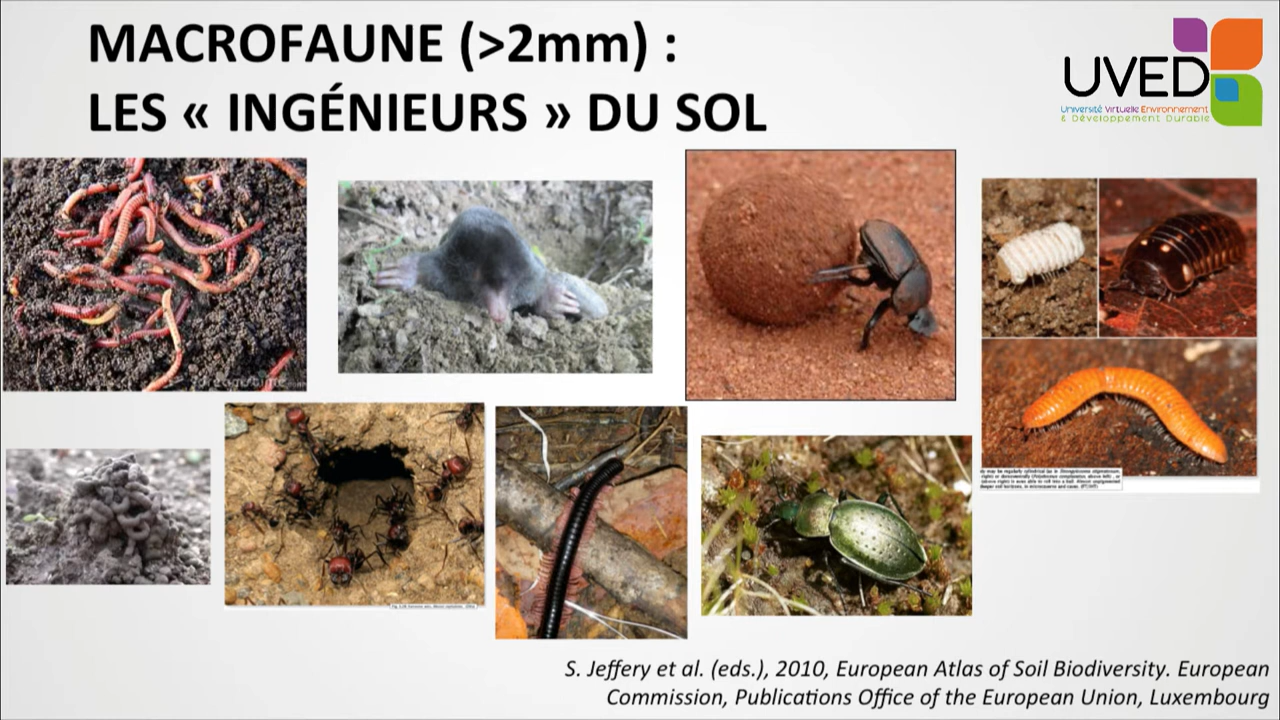 MACROFAUNE (>2mm) :
LES « INGÉNIEURS » DU SOL
UVED
Université Virtuelle Environnement
& Développement Durable
S. Jeffery et al. (eds.), 2010, European Atlas of Soil Biodiversity. European
Commission, Publications Office of the European Union, Luxembourg